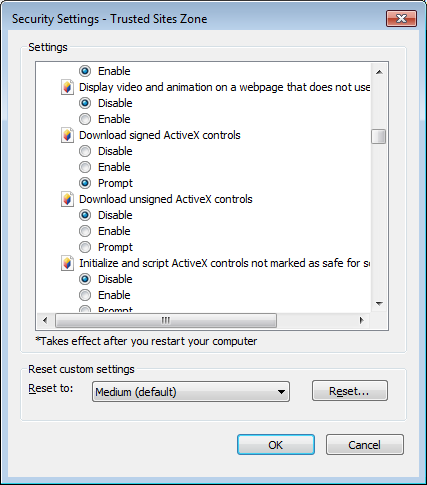 Security Settings - Trusted Sites Zone
Settings
Enable
Display video and animation on a webpage that does not use
Disable
Enable
Download signed ActiveX controls
Disable
Enable
Prompt
Download unsigned ActiveX controls
Disable
Enable
Prompt
Initialize and script ActiveX controls not marked as safe for
Disable
Enable
Prompt
*Takes effect after you restart your computer
Reset custom settings
Reset to:
Medium (default)
Reset...
OK
Cancel